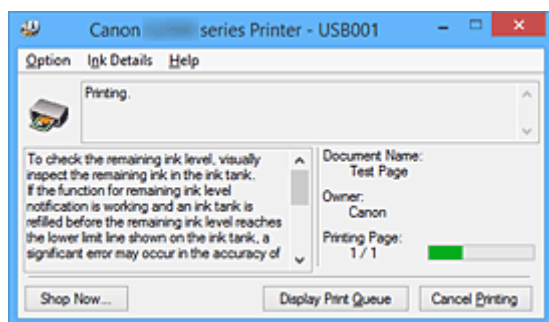 Canon series Printer - USB001
Option Ink Details Help
Printing.
To check the remaining ink level, visually
inspect the remaining ink in the ink tank.
If the function for remaining ink level
notification is working and an ink tank is
refilled before the remaining ink level reaches
the lower limit line shown on the ink tank, a
significant error may occur in the accuracy of
Document Name:
Test Page
Owner:
Canon
Printing Page:
1 / 1
Shop Now... Display Print Queue Cancel Printing